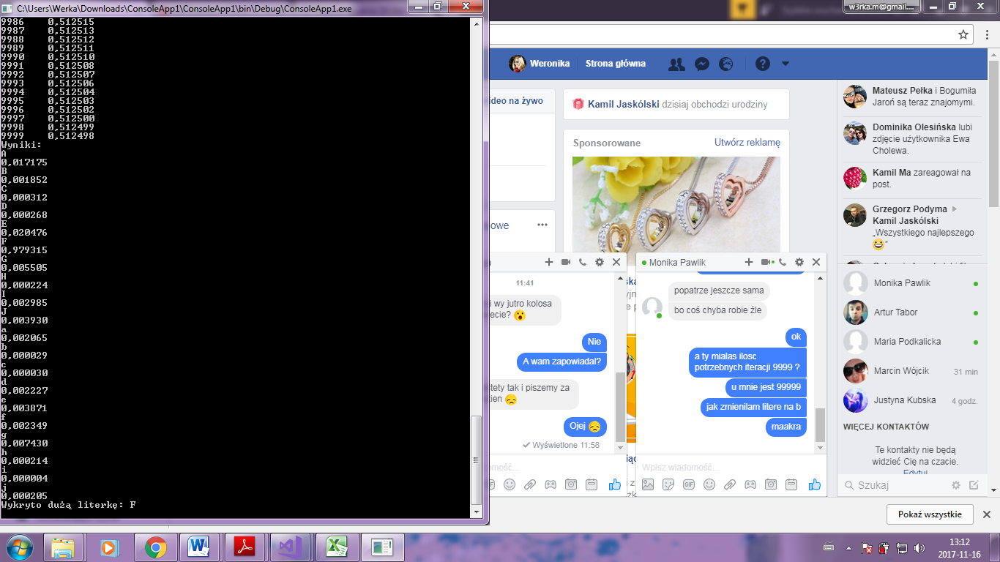 C:\Users\Werka\Downloads\ConsoleApp1\ConsoleApp1\bin\Debug\ConsoleApp1.exe
9986 0,512515
9987 0,512513
9988 0,512512
9989 0,512511
9990 0,512510
9991 0,512508
9992 0,512507
9993 0,512506
9994 0,512504
9995 0,512503
9996 0,512502
9997 0,512500
9998 0,512499
9999 0,512498
Wyniki:
A
0,017175
B
0,001852
C
0,000312
D
0,000268
E
0,020476
F
0,979315
G
0,005505
H
0,000224
I
0,002985
J
0,003930
a
0,002065
b
0,000029
c
0,000030
d
0,002227
e
0,003871
f
0,002349
g
0,007430
h
0,000214
i
0,000004
j
0,000205
Wykryto dużą literkę: F
w3rka.m@gmail....
Weronika
Strona główna
ideo na żywo
Kamil Jaskólski dzisiaj obchodzi urodziny
Sponsorowane
Utwórz reklamę
owe
11:41
i wy jutro kolosa
ecie? 😮
Nie
A wam zapowiadal?
stety tak i piszemy za
tien 😞
Ojej 😞
Wyświetlone 11:58
Monika Pawlik
popatrze jeszcze sama
bo coś chyba robie źle
ok
a ty mialas ilosc
potrzebnych iteracji 9999 ?
u mnie jest 99999
jak zmienilam litere na b
maakra
Wpisz wiadomość...
GIF
Mateusz Pełka i Bogumiła
Jaroń są teraz znajomymi.
Dominika Olesińska lubi
zdjęcie użytkownika Ewa
Cholewa.
Kamil Ma zareagował na
post.
Grzegorz Podyma ▸
Kamil Jaskólski
„Wszystkiego najlepszego
😀”
Monika Pawlik
Artur Tabor
Maria Podkalicka
Marcin Wójcik 31 min
Justyna Kubska 4 godz.
WIĘCEJ KONTAKTÓW
Te kontakty nie będą
widzieć Cię na czacie.
Edytuj
Szukaj
Pokaż wszystkie
13:12
2017-11-16